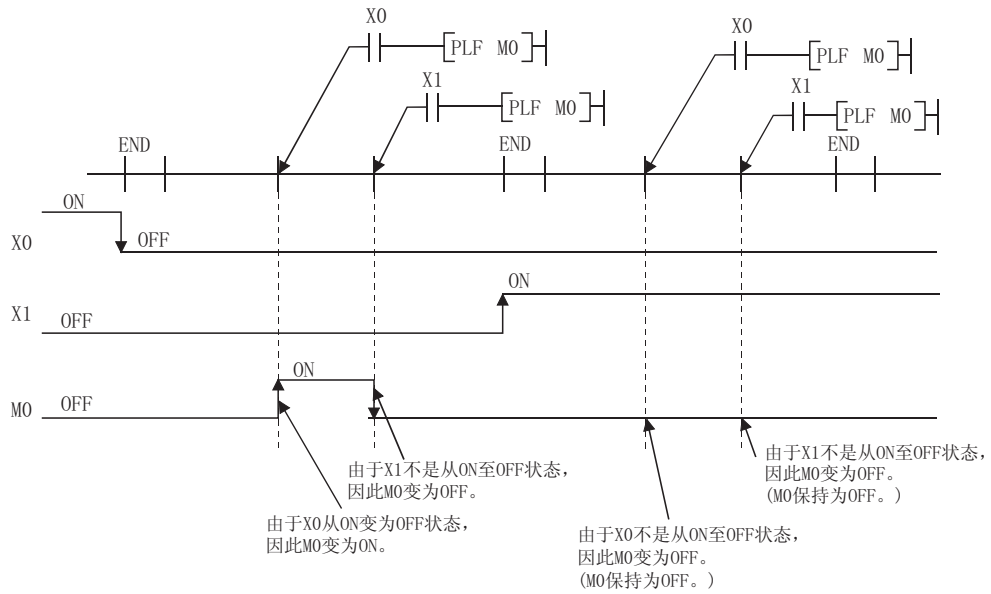 X0
PLF M0
X1
PLF M0
X0
PLF M0
X1
PLF M0
END
END
END
ON
X0
OFF
ON
X1
OFF
ON
M0
OFF
由于X1不是从ON至OFF状态，
因此M0变为OFF。
由于X0从ON变为OFF状态，
因此M0变为ON。
由于X1不是从ON至OFF状态，
因此M0变为OFF。
(M0保持为OFF。)
由于X0不是从ON至OFF状态，
因此M0变为OFF。
(M0保持为OFF。)